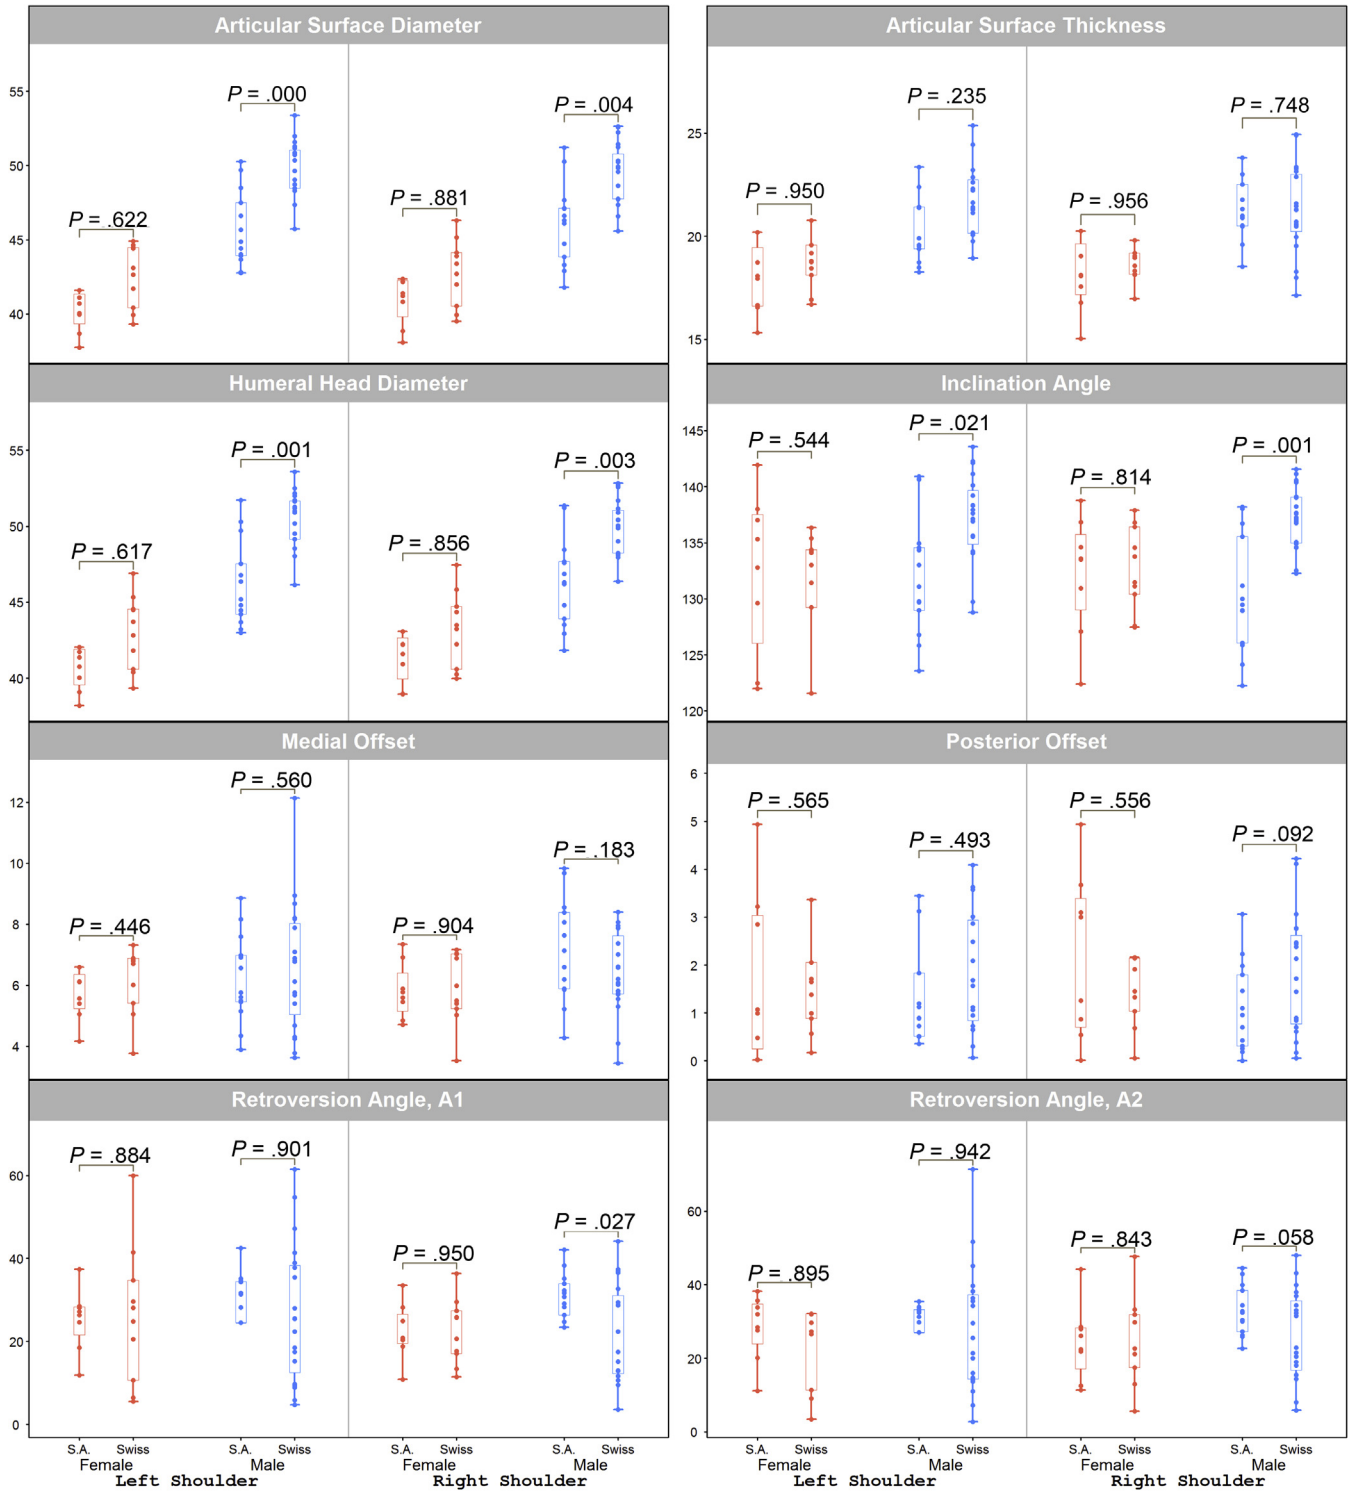 Articular Surface Diameter
55
50
45
40
P = .622
P = .000
P = .881
P = .004
Articular Surface Thickness
25
20
15
P = .950
P = .235
P = .956
P = .748
Humeral Head Diameter
55
50
45
40
P = .617
P = .001
P = .856
P = .003
Inclination Angle
145
140
135
130
125
120
P = .544
P = .021
P = .814
P = .001
Medial Offset
12
10
8
6
4
P = .446
P = .560
P = .904
P = .183
Posterior Offset
6
5
4
3
2
1
0
P = .565
P = .493
P = .556
P = .092
Retroversion Angle, A1
60
40
20
0
P = .884
P = .901
P = .950
P = .027
S.A. Swiss S.A. Swiss S.A. Swiss S.A. Swiss
Female Male Female Male
Left Shoulder Right Shoulder
Retroversion Angle, A2
60
40
20
0
P = .895
P = .942
P = .843
P = .058
S.A. Swiss S.A. Swiss S.A. Swiss S.A. Swiss
Female Male Female Male
Left Shoulder Right Shoulder